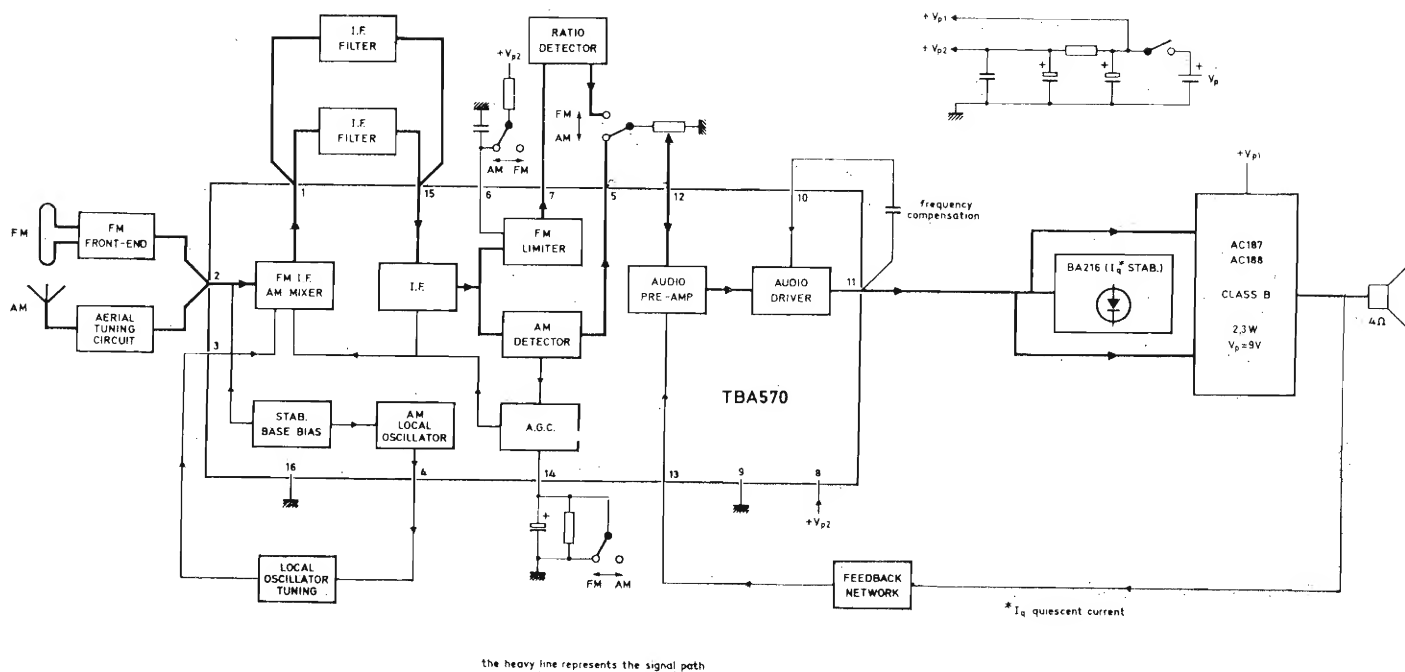 I.F.
FILTER
I.F.
FILTER
+Vp2
RATIO
DETECTOR
FM
AM
AM FM
+Vp1
+Vp2
+
+
+
Vp
1
15
6
7
5
12
10
frequency
compensation
+Vp1
FM
FM
FRONT-END
AM
AERIAL
TUNING
CIRCUIT
2
3
FM I.F.
AM MIXER
I.F.
FM
LIMITER
AM
DETECTOR
AUDIO
PRE-AMP
AUDIO
DRIVER
11
BA216 (Iq* STAB.)
AC187
AC188
CLASS B
2,3W
Vp=9V
4Ω
TBA570
STAB.
BASE BIAS
AM
LOCAL
OSCILLATOR
A.G.C.
16
4
14
13
9
8
+Vp2
+
FM AM
LOCAL
OSCILLATOR
TUNING
FEEDBACK
NETWORK
*Iq quiescent current
the heavy line represents the signal path